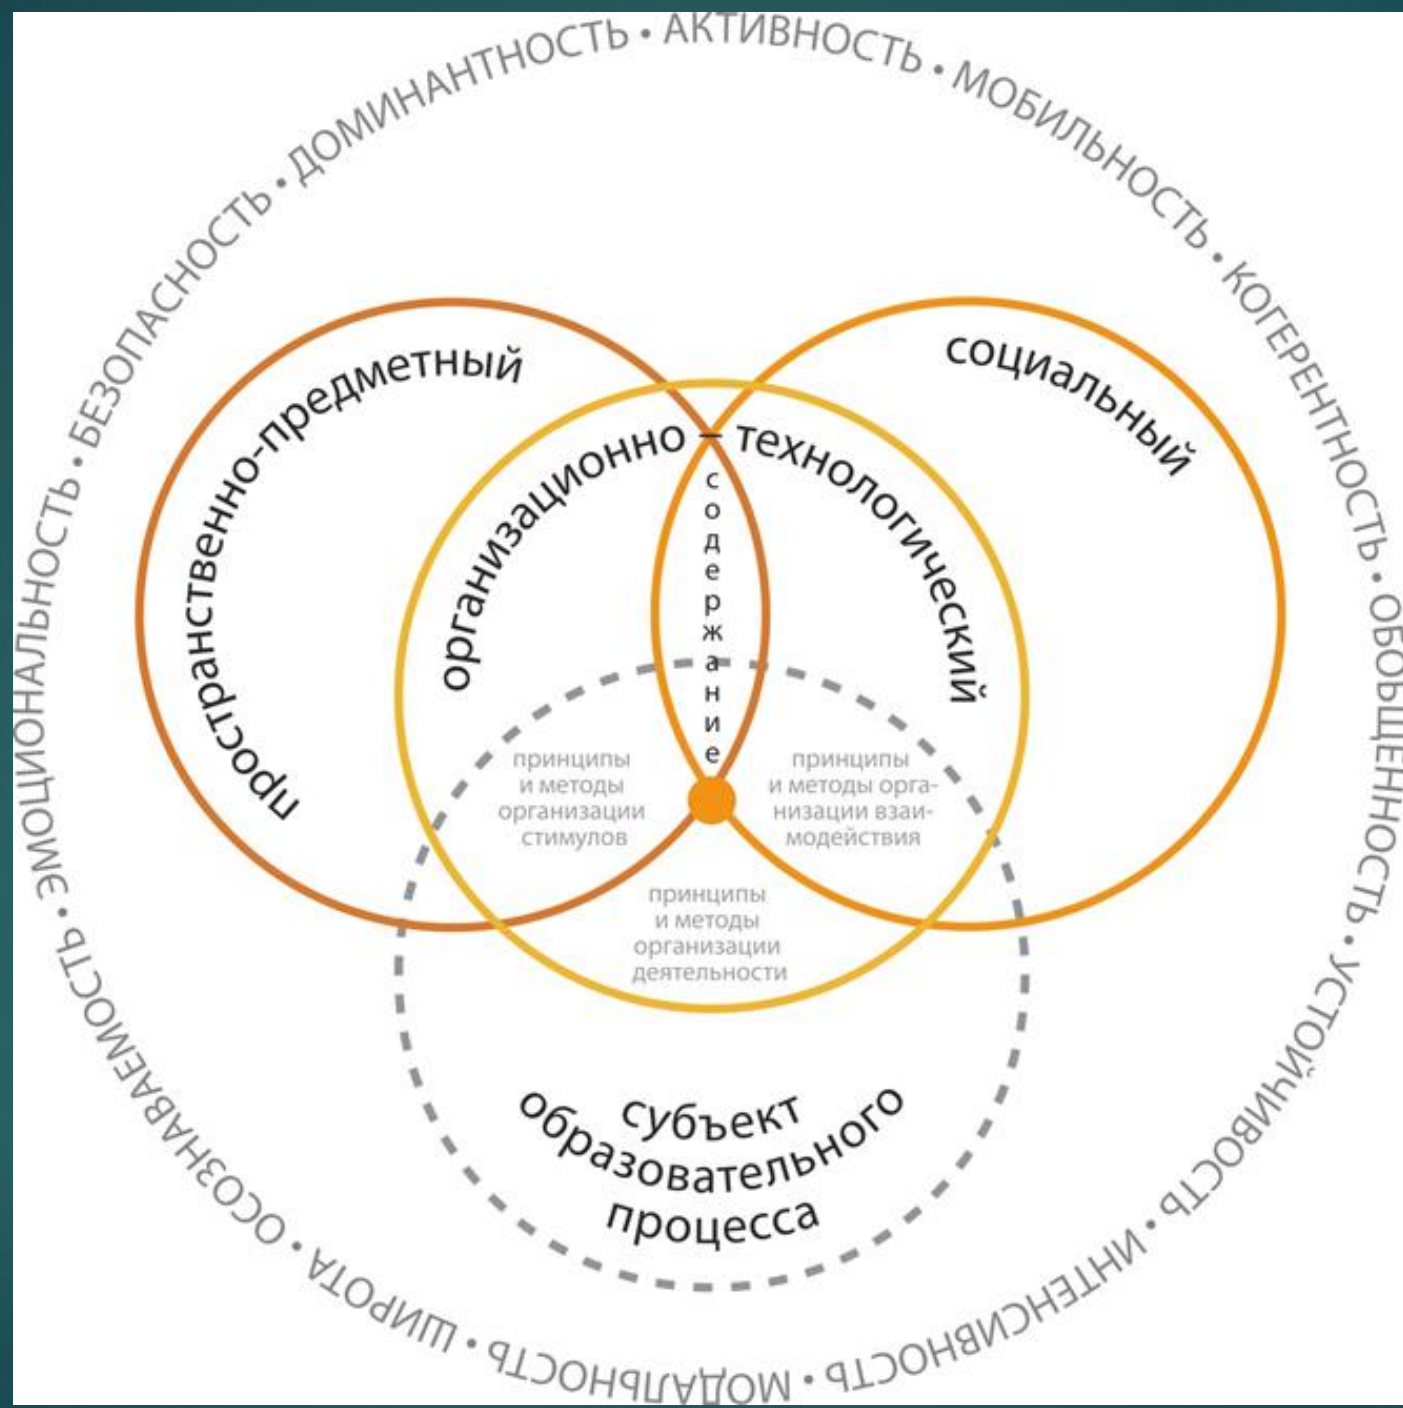 ЭМОЦИОНАЛЬНОСТЬ • БЕЗОПАСНОСТЬ • ДОМИНАНТНОСТЬ • АКТИВНОСТЬ • МОБИЛЬНОСТЬ • КОГЕРЕНТНОСТЬ • ОБОБЩЕННОСТЬ • УСТОЙЧИВОСТЬ • ИНТЕНСИВНОСТЬ • МОДАЛЬНОСТЬ • ШИРОТА • ОСОЗНАВАЕМОСТЬ •
пространственно-предметный
социальный
организационно – технологический
содержание
принципы
и методы
организации
стимулов
принципы
и методы орга-
низации взаи-
модействия
принципы
и методы
организации
деятельности
субъект
образовательного
процесса